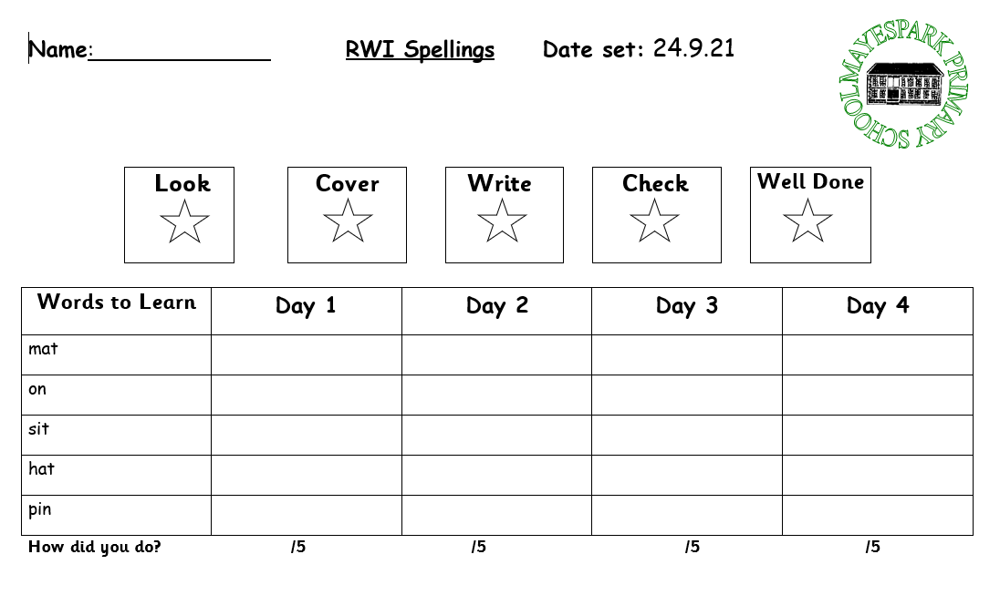 Name:_______________ RWI Spellings Date set: 24.9.21
MAYESPARK PRIMARY SCHOOL
Look Cover Write Check Well Done
Words to Learn Day 1 Day 2 Day 3 Day 4
mat
on
sit
hat
pin
How did you do? /5 /5 /5 /5